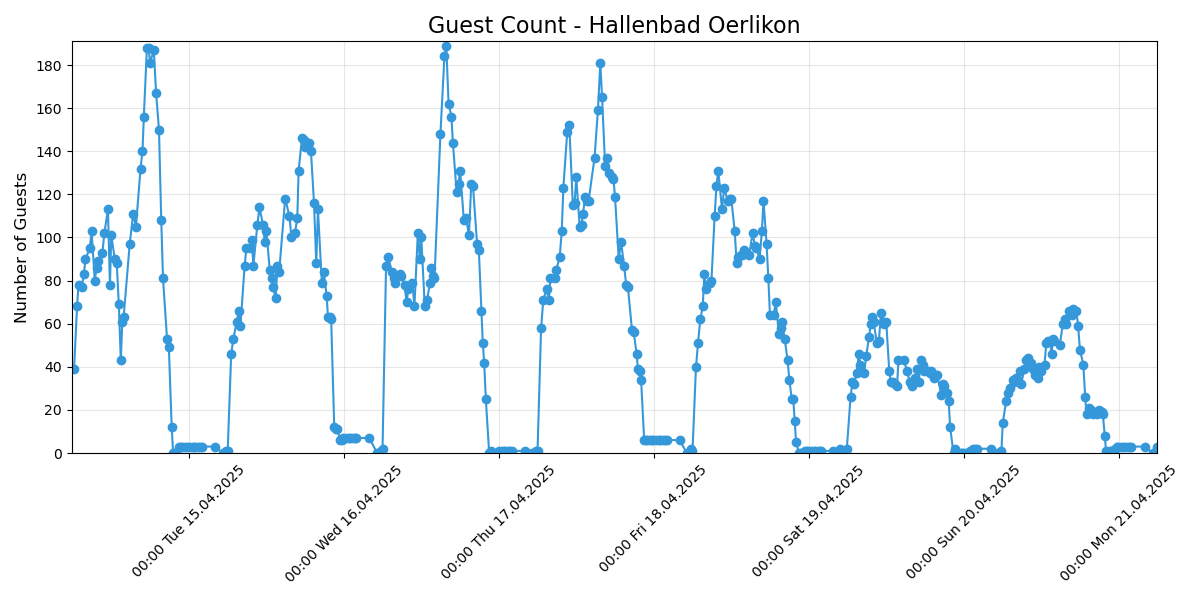 Guest Count - Hallenbad Oerlikon
Number of Guests
180
160
140
120
100
80
60
40
20
0
00:00 Tue 15.04.2025
00:00 Wed 16.04.2025
00:00 Thu 17.04.2025
00:00 Fri 18.04.2025
00:00 Sat 19.04.2025
00:00 Sun 20.04.2025
00:00 Mon 21.04.2025